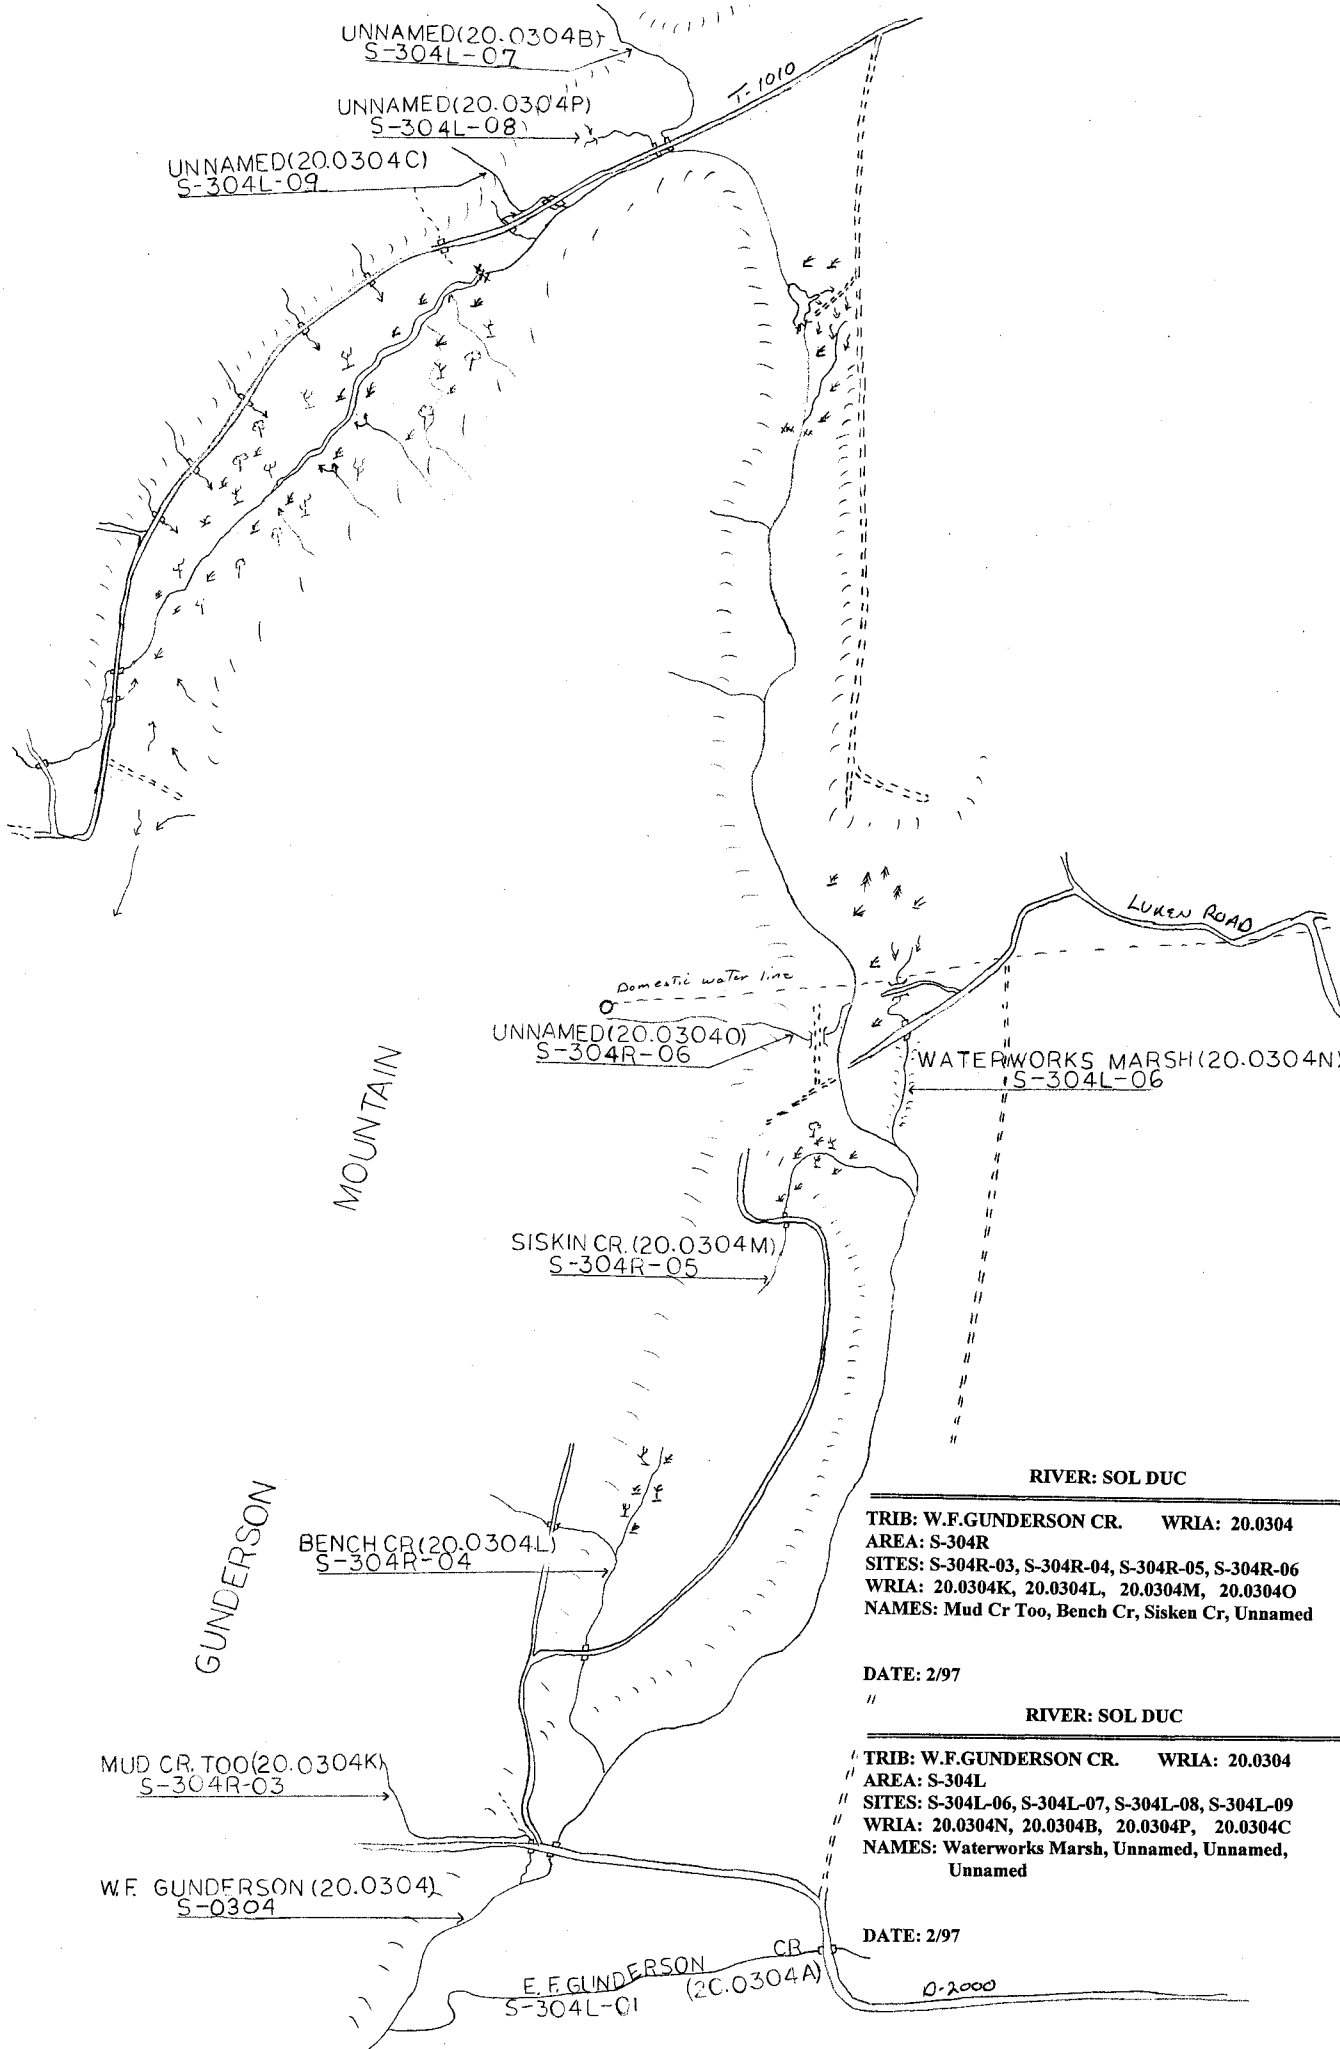 UNNAMED(20.0304B)
S-304L-07
T-1010
UNNAMED(20.0304P)
S-304L-08
UNNAMED(20.0304C)
S-304L-09
LUKEN ROAD
Domestic water line
UNNAMED(20.0304O)
S-304R-06
WATERWORKS MARSH(20.0304N)
S-304L-06
MOUNTAIN
SISKIN CR.(20.0304M)
S-304R-05
GUNDERSON
BENCH CR(20.0304L)
S-304R-04
RIVER: SOL DUC
TRIB: W.F.GUNDERSON CR. WRIA: 20.0304
AREA: S-304R
SITES: S-304R-03, S-304R-04, S-304R-05, S-304R-06
WRIA: 20.0304K, 20.0304L, 20.0304M, 20.0304O
NAMES: Mud Cr Too, Bench Cr, Sisken Cr, Unnamed
DATE: 2/97
RIVER: SOL DUC
TRIB: W.F.GUNDERSON CR. WRIA: 20.0304
AREA: S-304L
SITES: S-304L-06, S-304L-07, S-304L-08, S-304L-09
WRIA: 20.0304N, 20.0304B, 20.0304P, 20.0304C
NAMES: Waterworks Marsh, Unnamed, Unnamed,
Unnamed
DATE: 2/97
MUD CR. TOO(20.0304K)
S-304R-03
W.F. GUNDERSON (20.0304)
S-0304
E.F. GUNDERSON CR
S-304L-01 (20.0304A)
D-2000